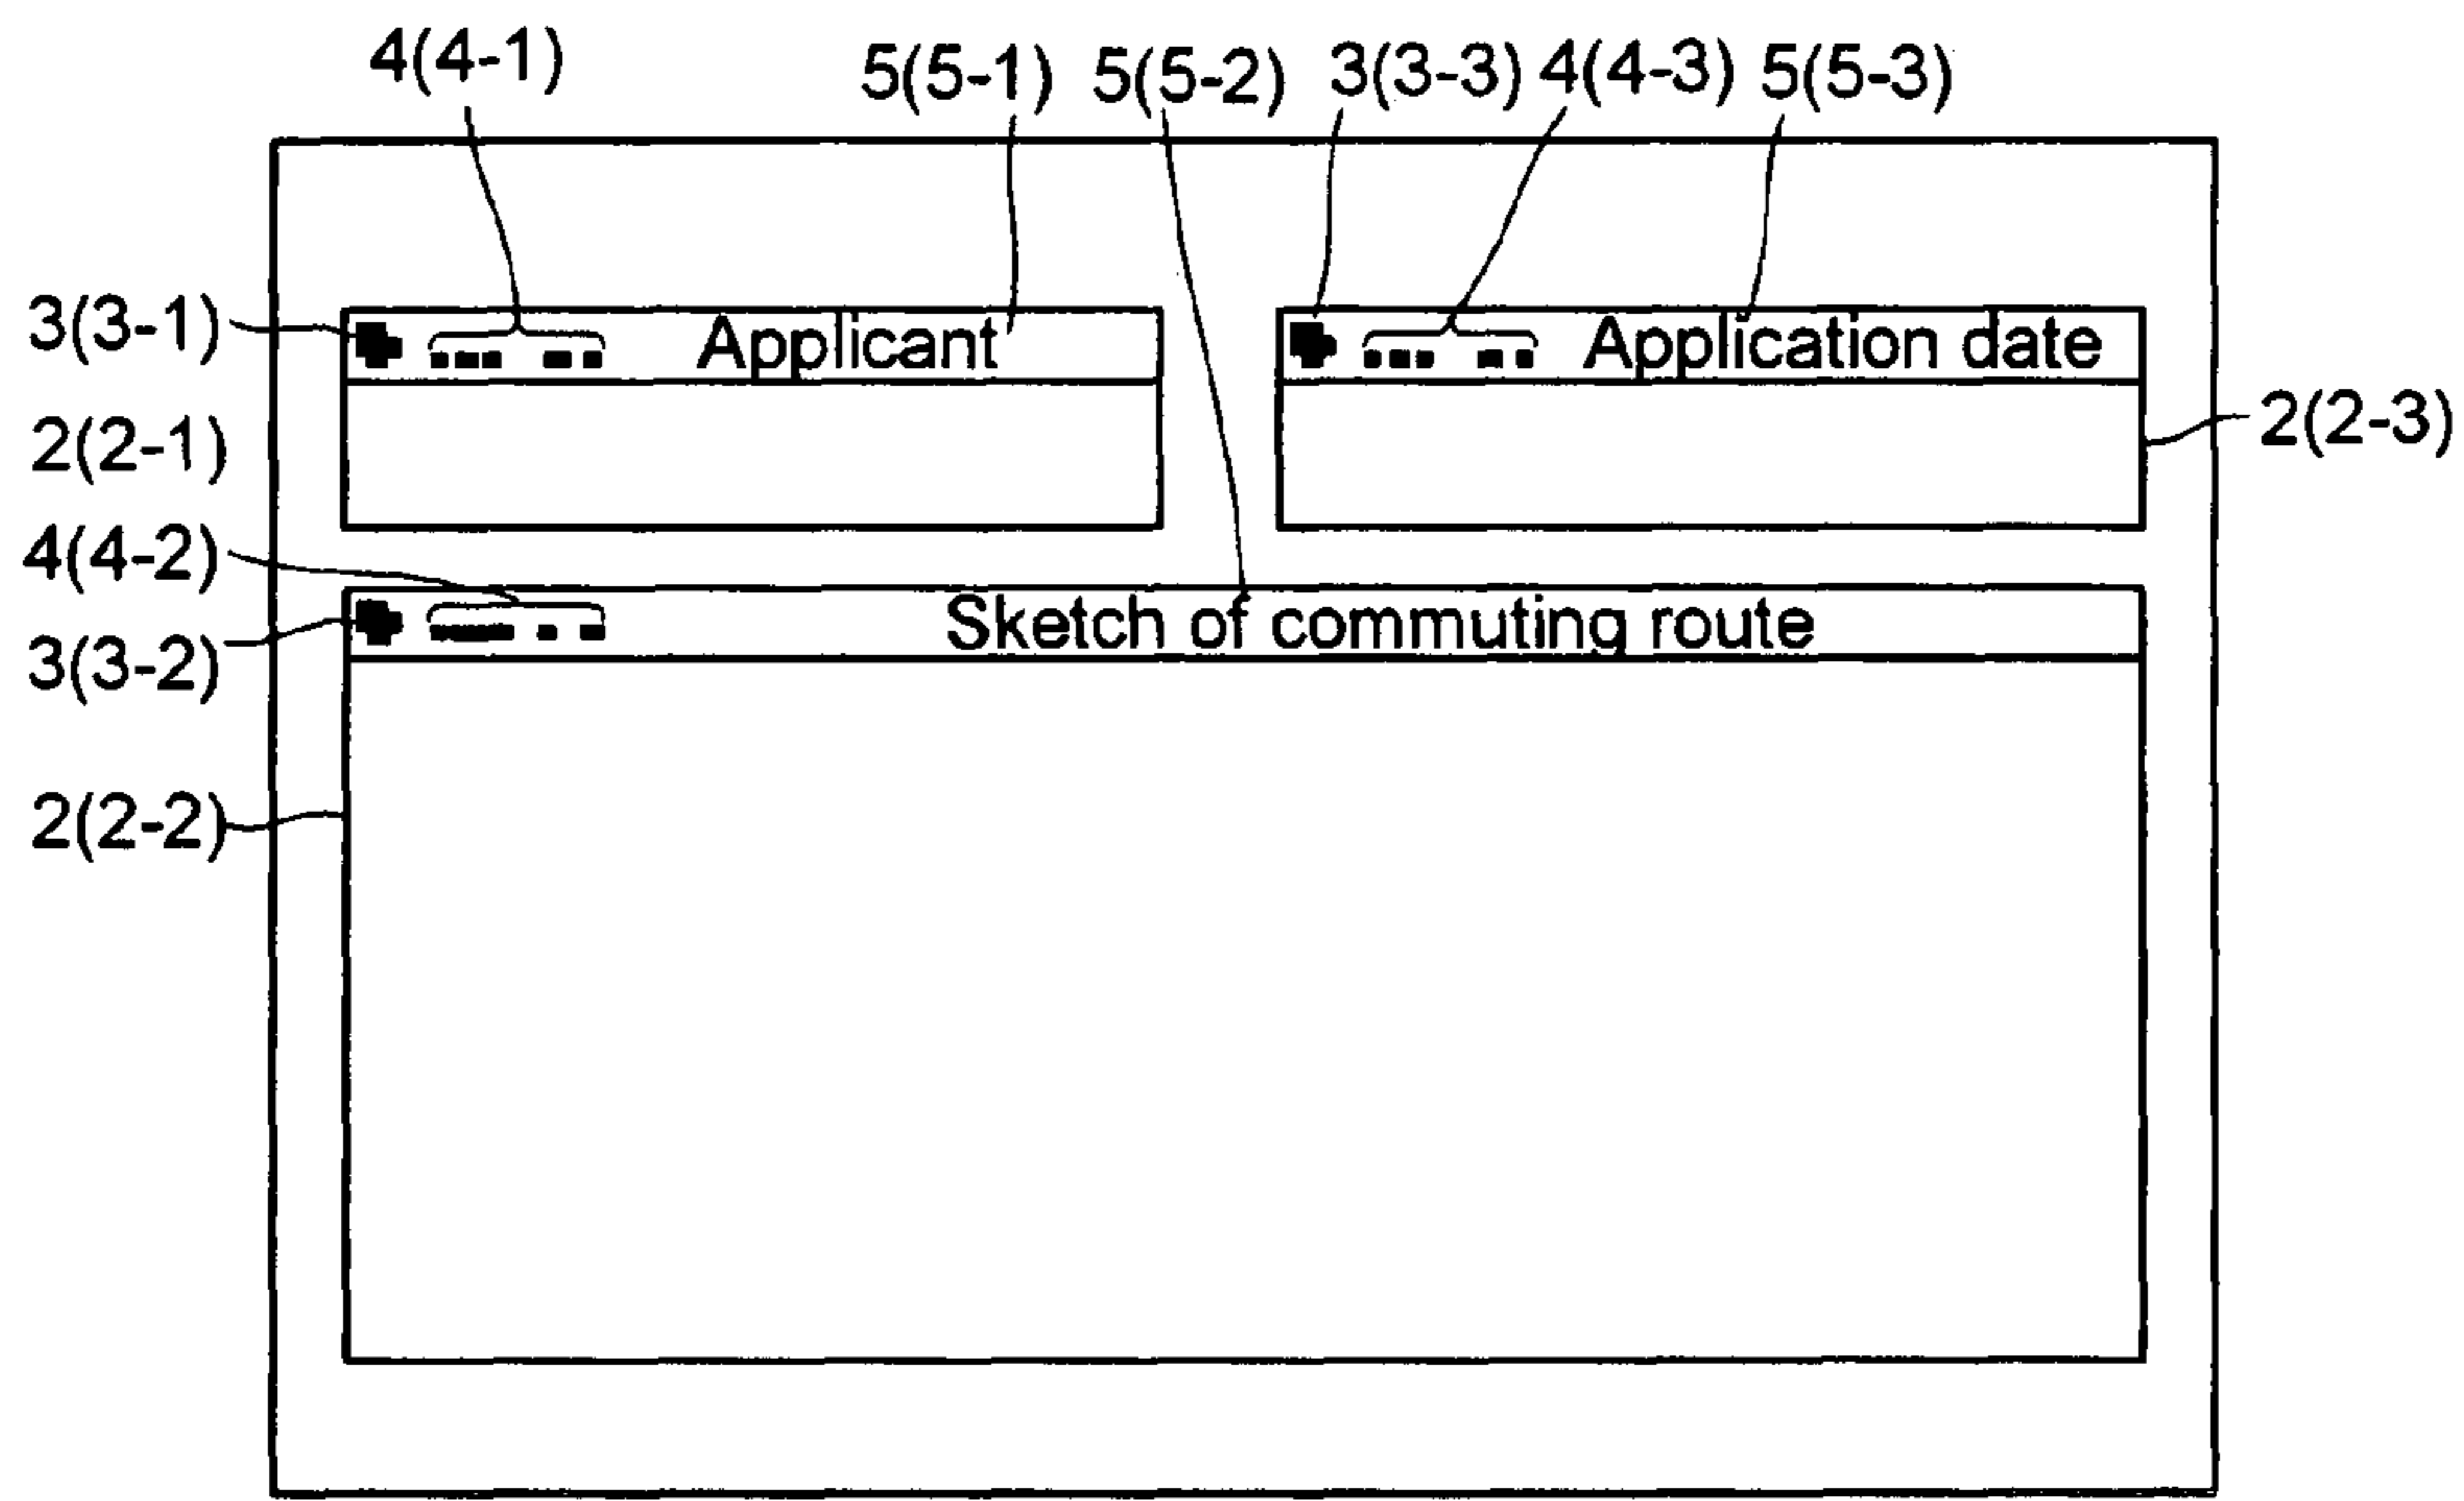 4(4-1) 5(5-1) 5(5-2) 3(3-3) 4(4-3) 5(5-3)
3(3-1) Applicant Application date
2(2-1) 2(2-3)
4(4-2)
Sketch of commuting route
3(3-2)
2(2-2)